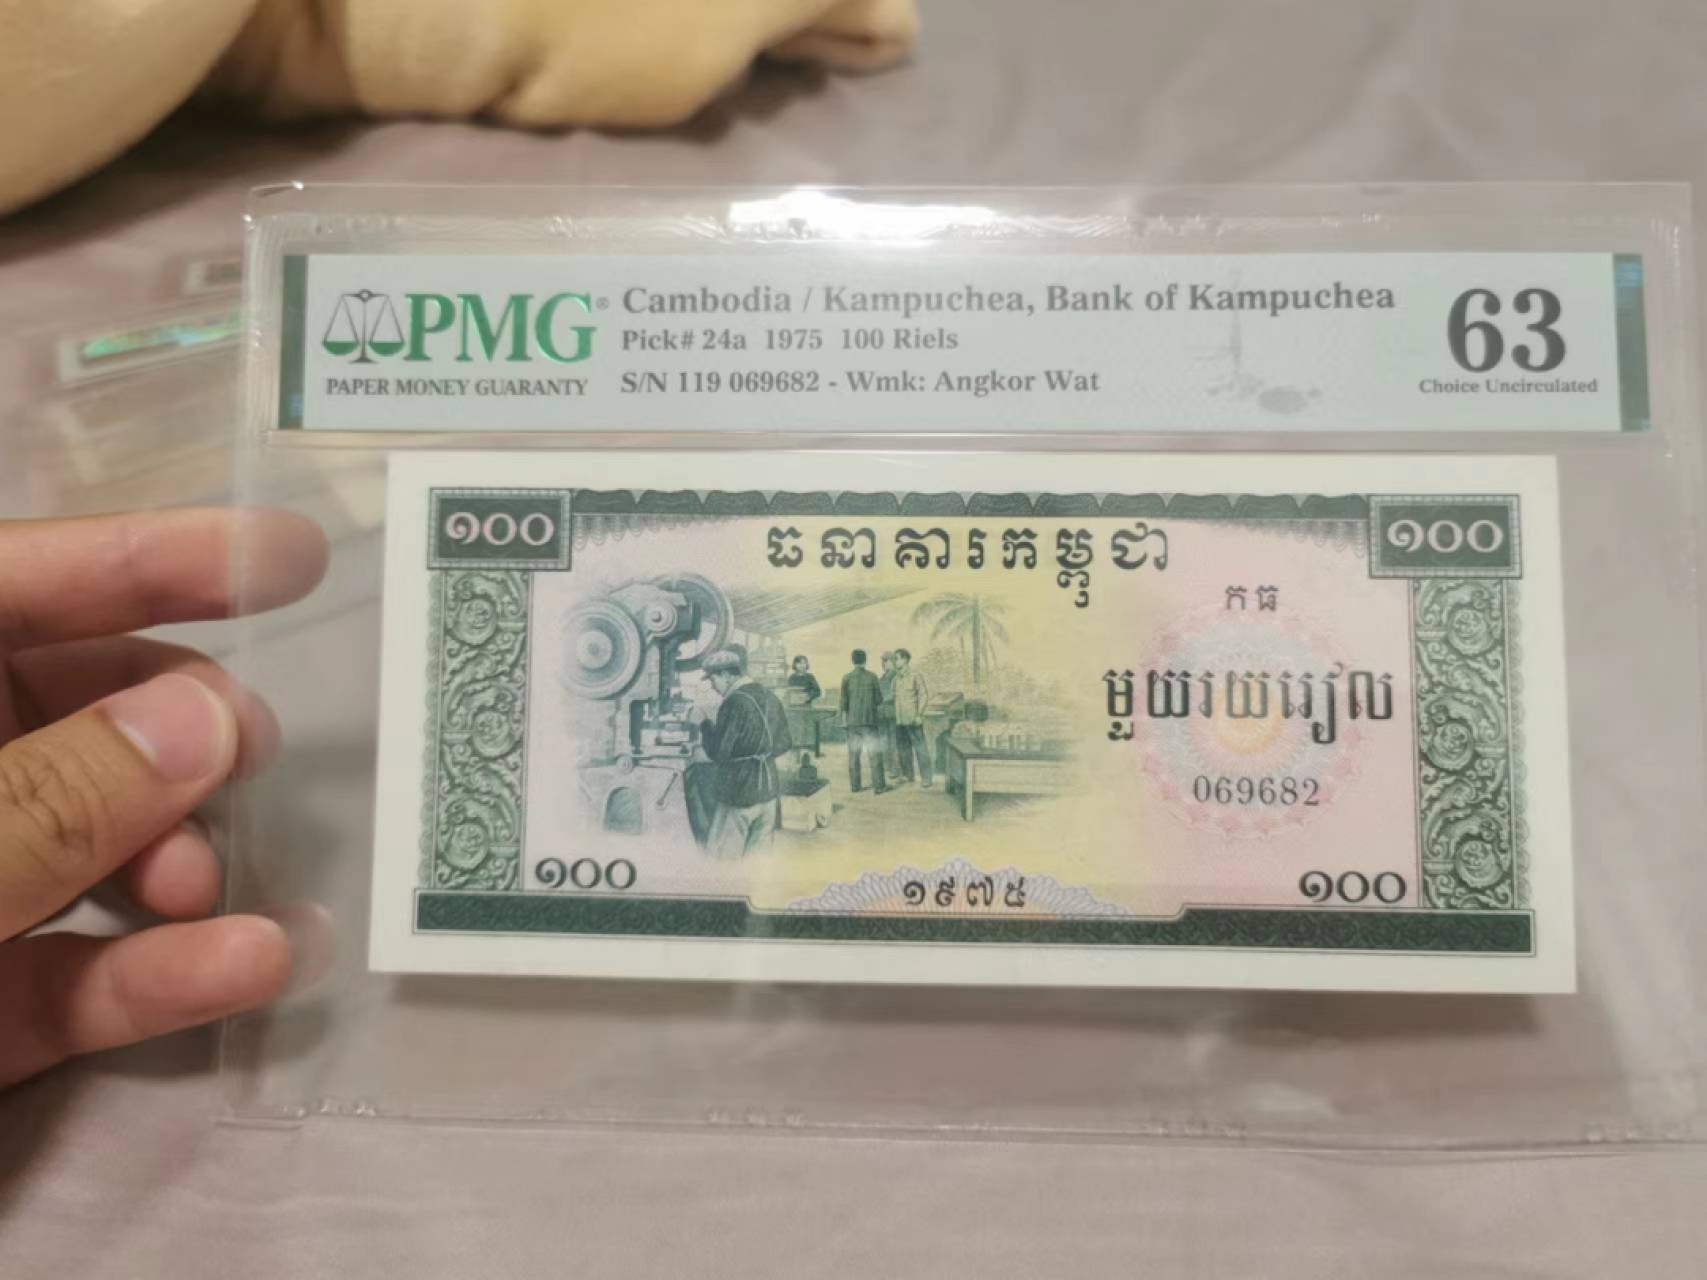 PMG®
PAPER MONEY GUARANTY
Cambodia / Kampuchea, Bank of Kampuchea
Pick# 24a 1975 100 Riels
S/N 119 069682 - Wmk: Angkor Wat
63
Choice Uncirculated
១០០
ធនាគារកម្ពុជា
១០០
កធ
មួយរយរៀល
069682
១០០
១៩៧៥
១០០